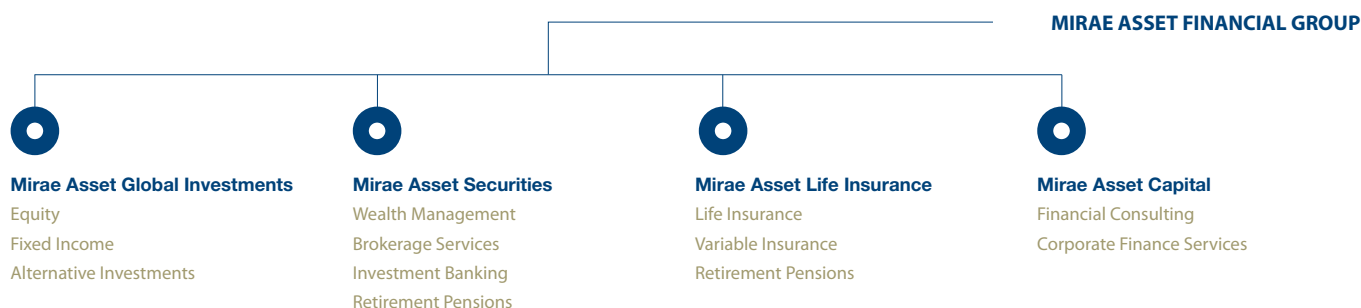 MIRAE ASSET FINANCIAL GROUP
Mirae Asset Global Investments
Equity
Fixed Income
Alternative Investments
Mirae Asset Securities
Wealth Management
Brokerage Services
Investment Banking
Retirement Pensions
Mirae Asset Life Insurance
Life Insurance
Variable Insurance
Retirement Pensions
Mirae Asset Capital
Financial Consulting
Corporate Finance Services